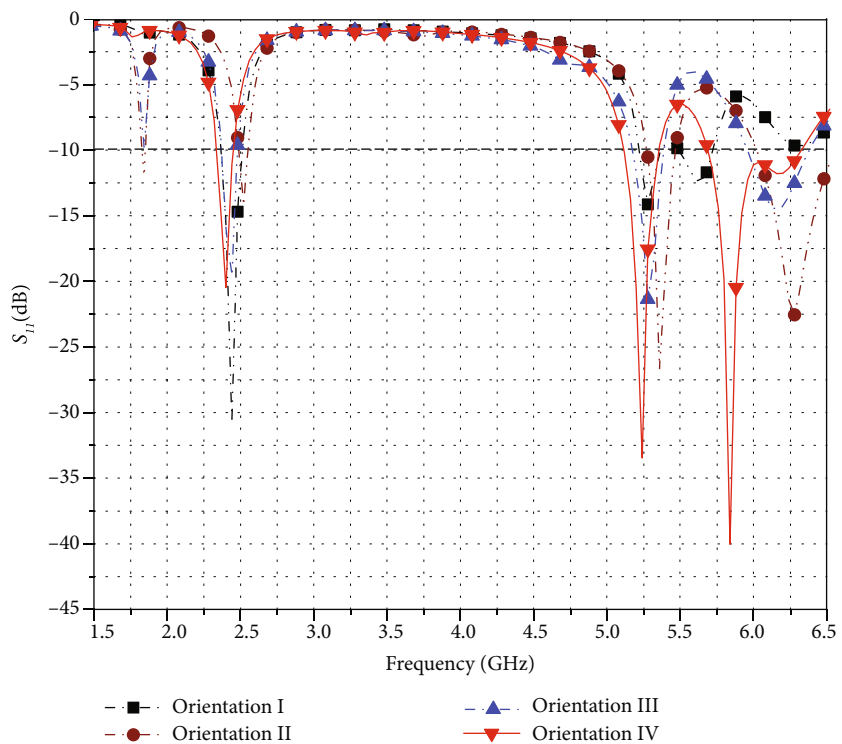 0
−5
−10
−15
−20
−25
−30
−35
−40
−45
S11(dB)
1.5 2.0 2.5 3.0 3.5 4.0 4.5 5.0 5.5 6.0 6.5
Frequency (GHz)
Orientation I
Orientation II
Orientation III
Orientation IV